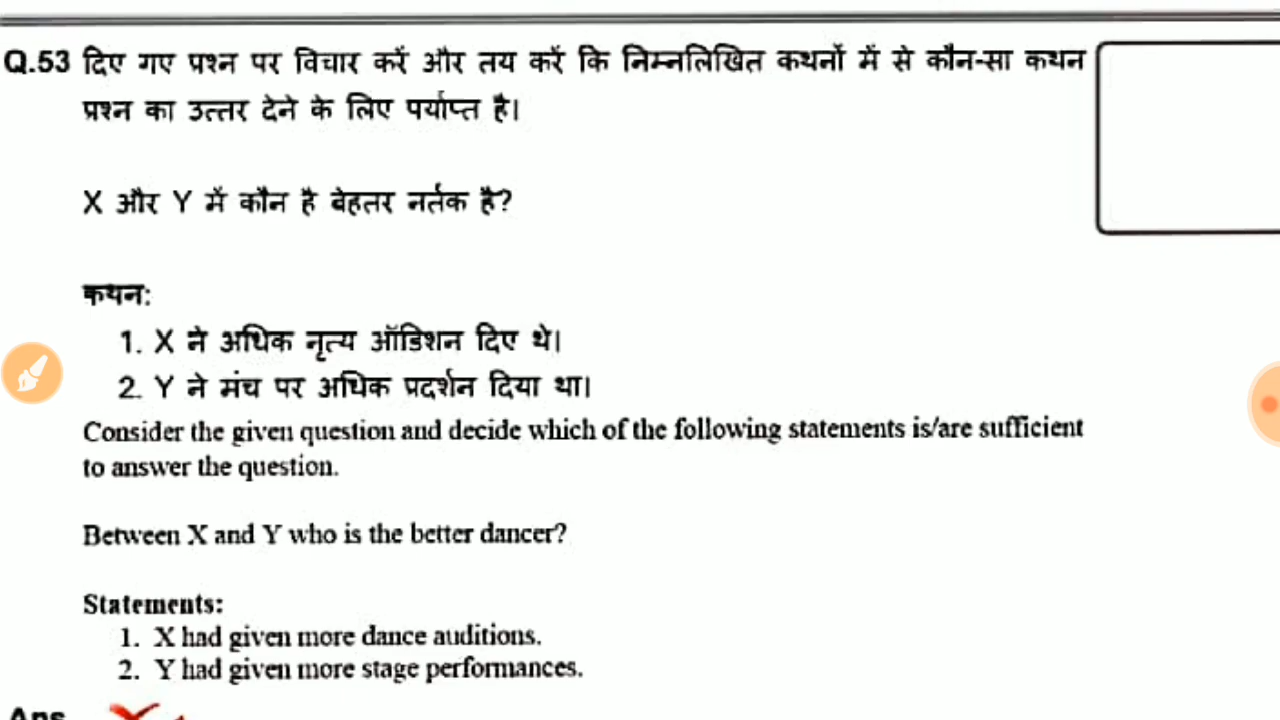 Q.53 दिए गए प्रश्न पर विचार करें और तय करें कि निम्नलिखित कथनों में से कौन-सा कथन
प्रश्न का उत्तर देने के लिए पर्याप्त है।
X और Y में कौन है बेहतर नर्तक है?
कथन:
1. X ने अधिक नृत्य ऑडिशन दिए थे।
2. Y ने मंच पर अधिक प्रदर्शन दिया था।
Consider the given question and decide which of the following statements is/are sufficient
to answer the question.
Between X and Y who is the better dancer?
Statements:
1. X had given more dance auditions.
2. Y had given more stage performances.
Ans